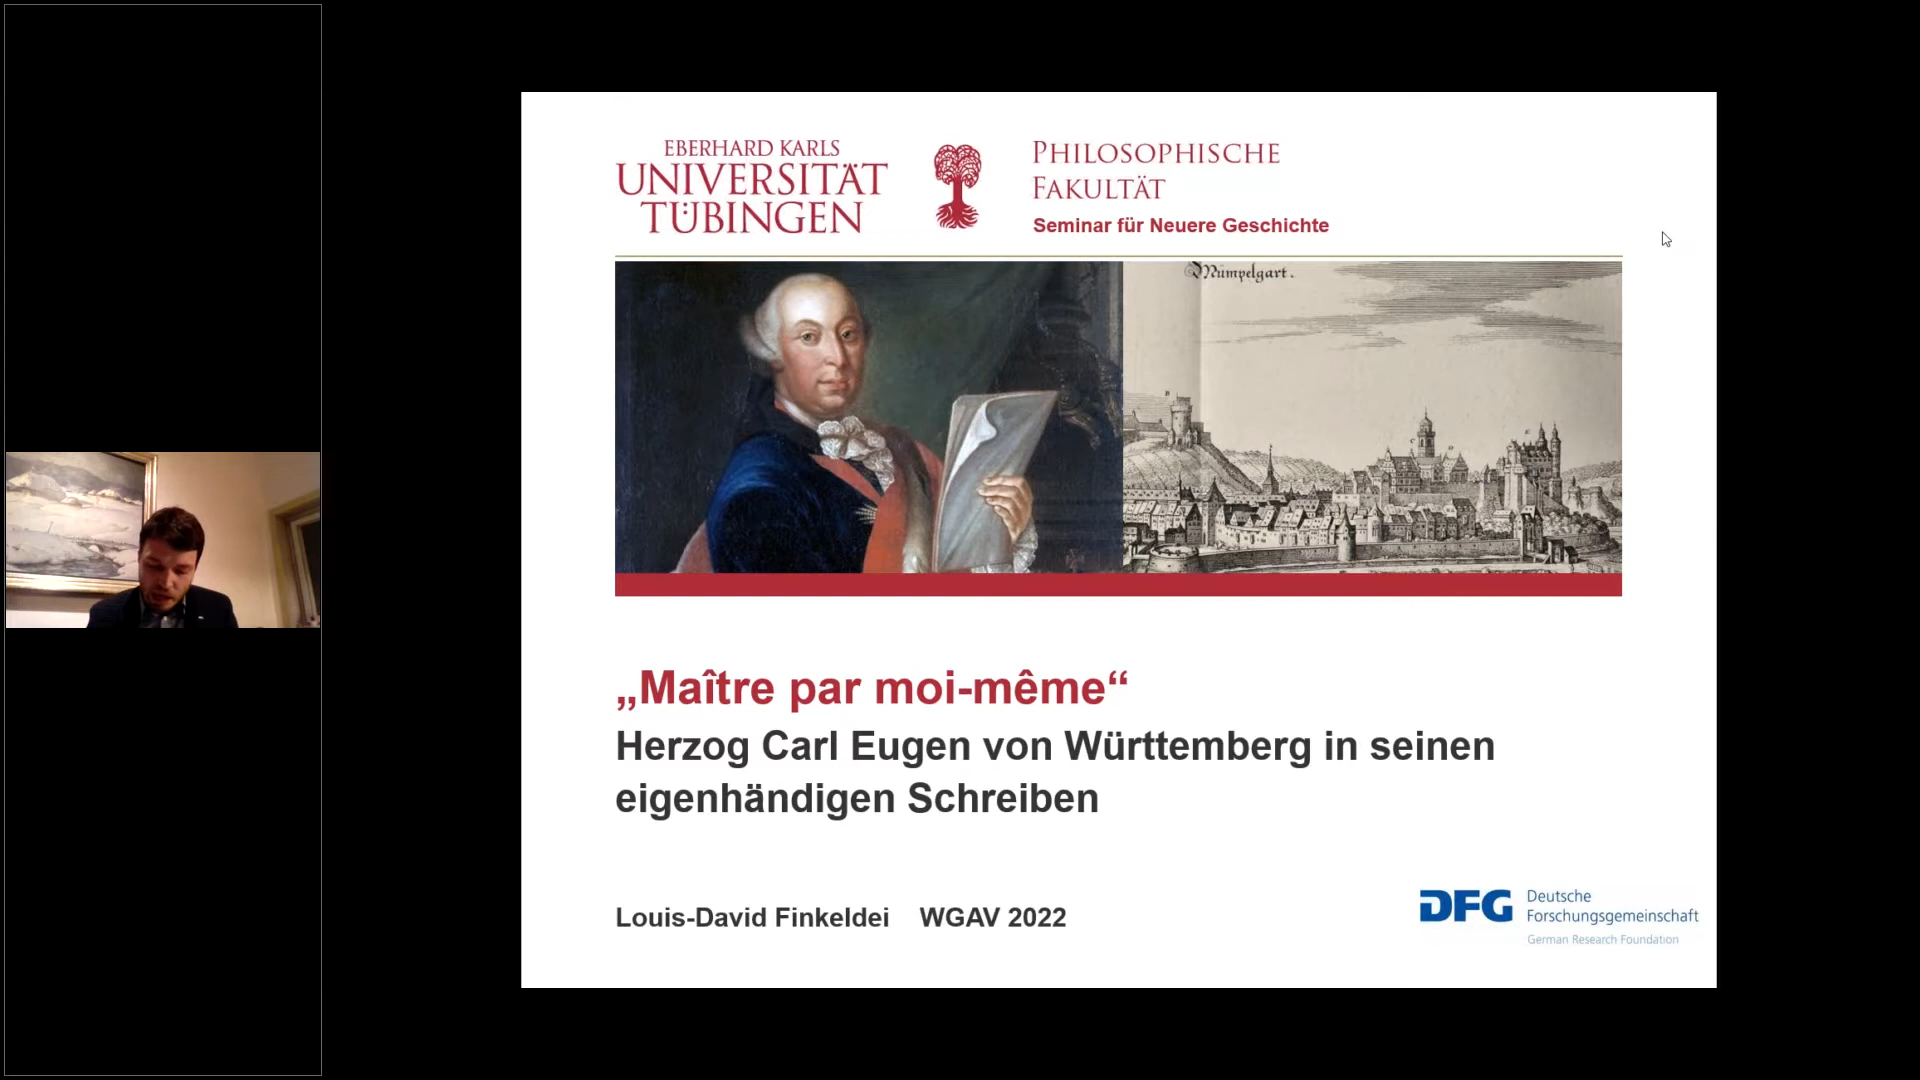 EBERHARD KARLS
UNIVERSITÄT
TÜBINGEN
PHILOSOPHISCHE
FAKULTÄT
Seminar für Neuere Geschichte
Mümpelgart.
„Maître par moi-même“
Herzog Carl Eugen von Württemberg in seinen
eigenhändigen Schreiben
Louis-David Finkeldei WGAV 2022
DFG Deutsche
Forschungsgemeinschaft
German Research Foundation